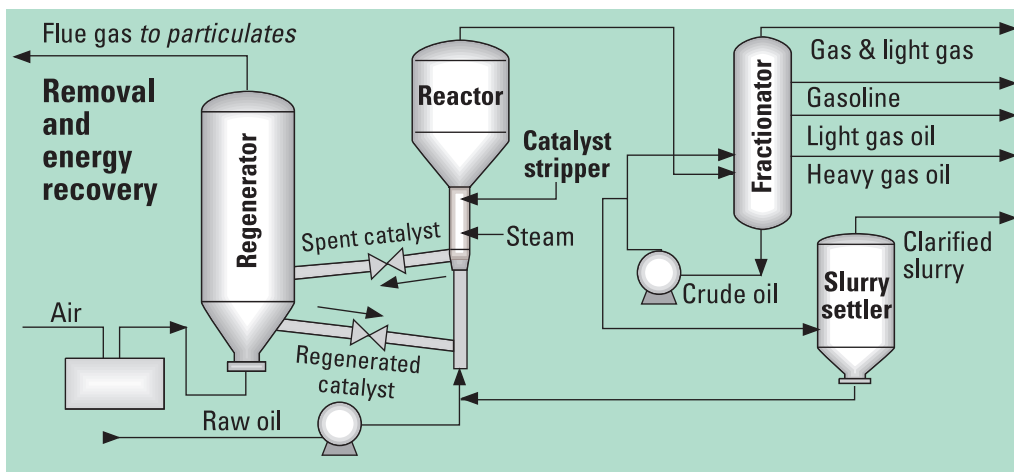 Flue gas to particulates
Removal
and
energy
recovery
Regenerator
Reactor
Catalyst
stripper
Steam
Spent catalyst
Regenerated
catalyst
Air
Raw oil
Fractionator
Gas & light gas
Gasoline
Light gas oil
Heavy gas oil
Crude oil
Clarified
slurry
Slurry
settler